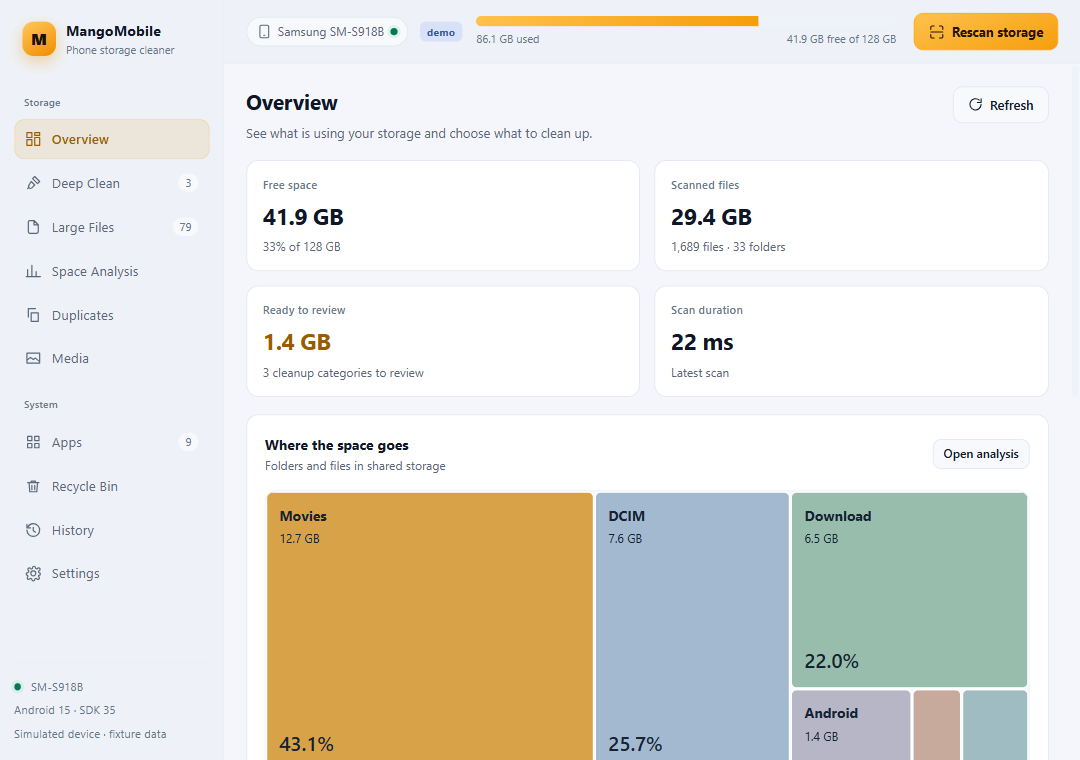 M
MangoMobile
Phone storage cleaner
Samsung SM-S918B
demo
86.1 GB used
41.9 GB free of 128 GB
Rescan storage
Storage
Overview
Deep Clean 3
Large Files 79
Space Analysis
Duplicates
Media
System
Apps 9
Recycle Bin
History
Settings
SM-S918B
Android 15 · SDK 35
Simulated device · fixture data
Overview
See what is using your storage and choose what to clean up.
Refresh
Free space
41.9 GB
33% of 128 GB
Scanned files
29.4 GB
1,689 files · 33 folders
Ready to review
1.4 GB
3 cleanup categories to review
Scan duration
22 ms
Latest scan
Where the space goes
Folders and files in shared storage
Open analysis
Movies
12.7 GB
43.1%
DCIM
7.6 GB
25.7%
Download
6.5 GB
22.0%
Android
1.4 GB